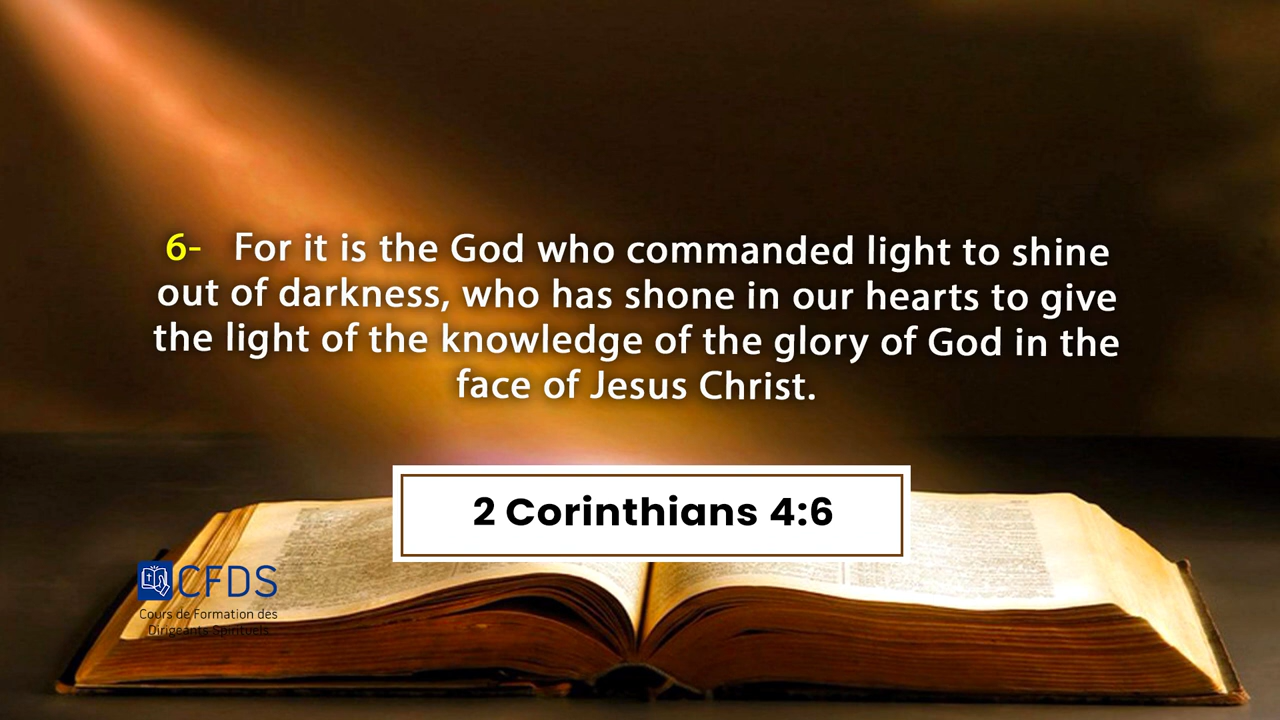 6- For it is the God who commanded light to shine
out of darkness, who has shone in our hearts to give
the light of the knowledge of the glory of God in the
face of Jesus Christ.
2 Corinthians 4:6
CFDS
Cours de Formation des
Dirigeants Spirituels